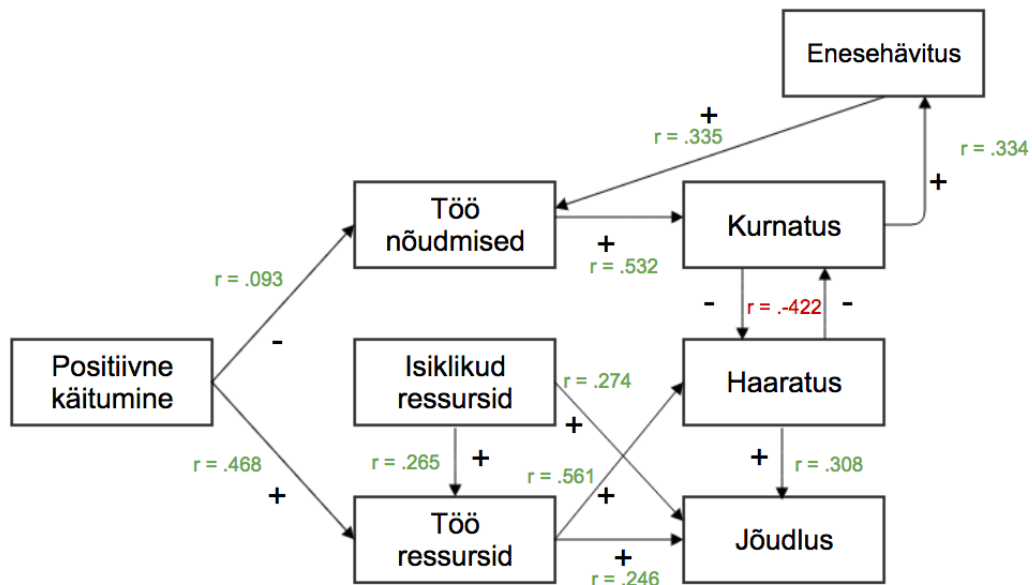 Enesehävitus
+
r = .335
r = .334
+
Töö
nõudmised
Kurnatus
+
r = .532
r = .093
-
-
r = .-422
-
Positiivne
käitumine
Isiklikud
ressursid
r = .274
+
Haaratus
r = .468
+
r = .265
+
r = .561
+
+
r = .308
Töö
ressursid
+
r = .246
Jõudlus